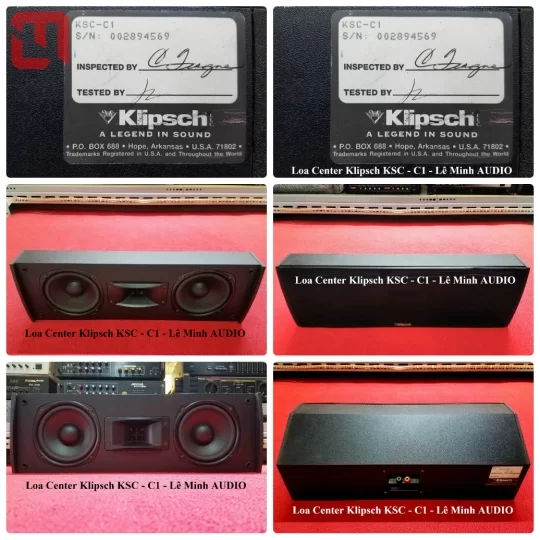 KSC-C1
S/N: 002894569
INSPECTED BY
TESTED BY
Klipsch
A LEGEND IN SOUND
• P.O. BOX 688 • Hope, Arkansas • U.S.A. 71802 •
Trademarks Registered in U.S.A. and Throughout the World
KSC-C1
S/N: 002894569
INSPECTED BY
TESTED BY
Klipsch
A LEGEND IN SOUND
• P.O. BOX 688 • Hope, Arkansas • U.S.A. 71802 •
Trademarks Registered in U.S.A. and Throughout the World
Loa Center Klipsch KSC - C1 - Lê Minh AUDIO
Loa Center Klipsch KSC - C1 - Lê Minh AUDIO
Loa Center Klipsch KSC - C1 - Lê Minh AUDIO
Loa Center Klipsch KSC - C1 - Lê Minh AUDIO
Loa Center Klipsch KSC - C1 - Lê Minh AUDIO